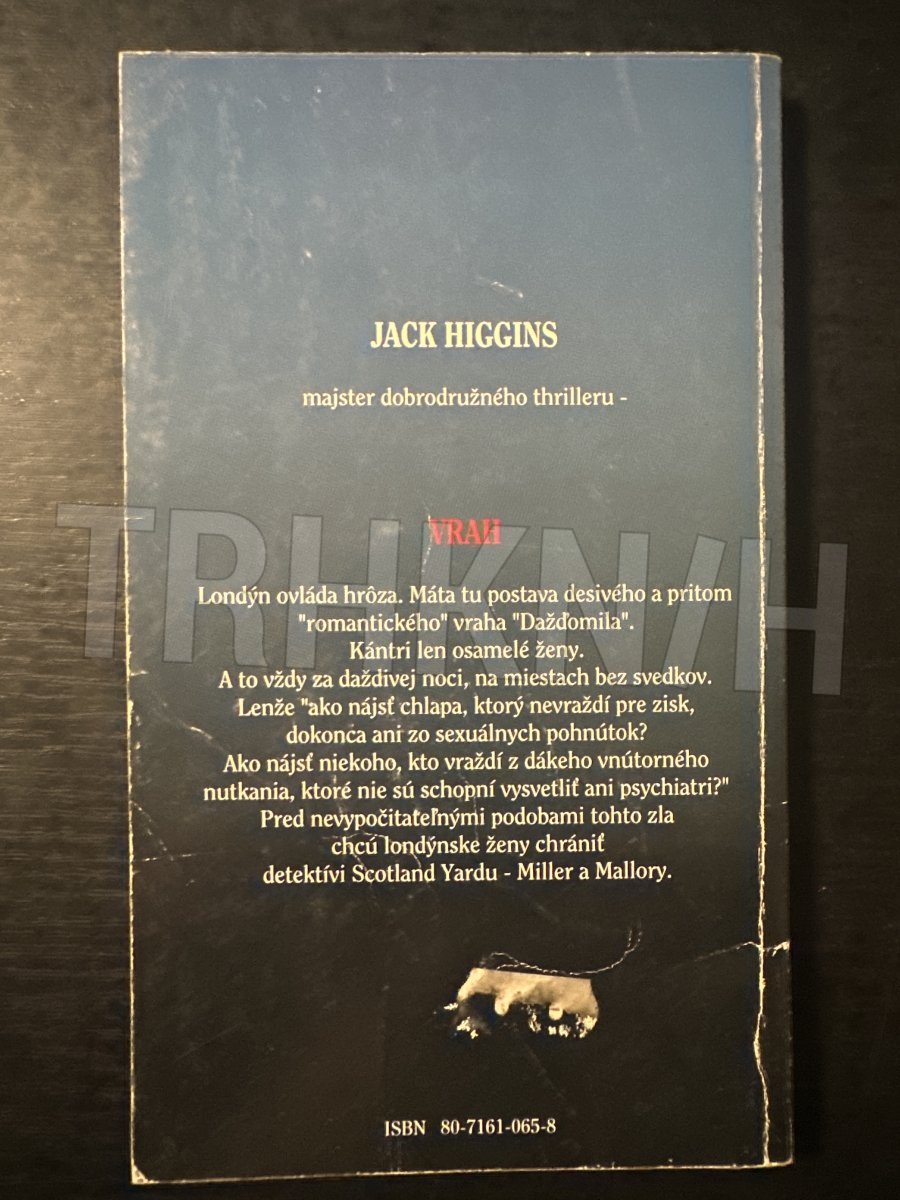 JACK HIGGINS
majster dobrodružného thrilleru -
VRAH
TRHKNIH
Londýn ovláda hrôza. Máta tu postava desivého a pritom
"romantického" vraha "Dažďomila".
Kántri len osamelé ženy.
A to vždy za daždivej noci, na miestach bez svedkov.
Lenže "ako nájsť chlapa, ktorý nevraždí pre zisk,
dokonca ani zo sexuálnych pohnútok?
Ako nájsť niekoho, kto vraždí z dákeho vnútorného
nutkania, ktoré nie sú schopní vysvetliť ani psychiatri?"
Pred nevypočitateľnými podobami tohto zla
chcú londýnske ženy chrániť
detektívi Scotland Yardu - Miller a Mallory.
ISBN 80-7161-065-8